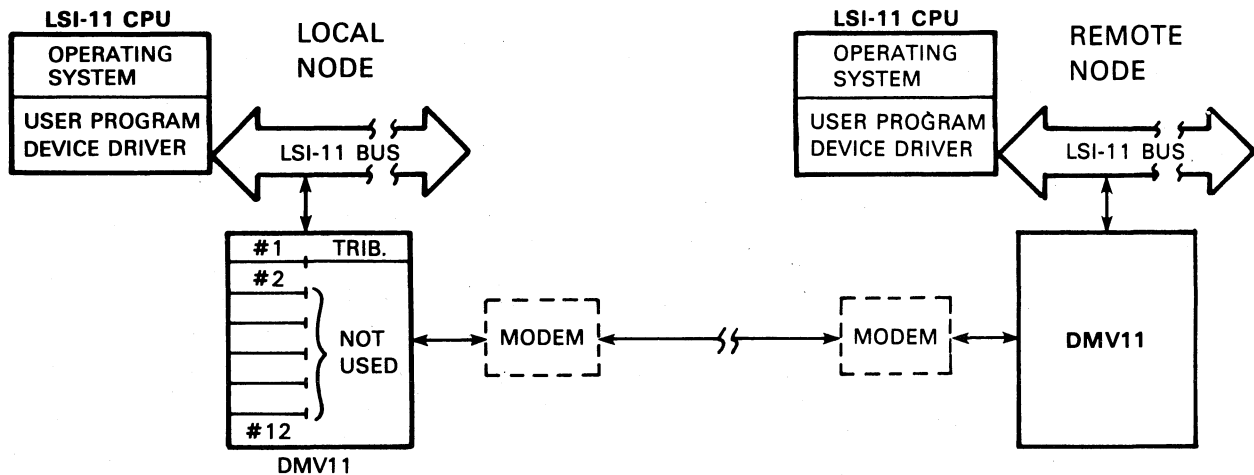 LSI-11 CPU
OPERATING
SYSTEM
USER PROGRAM
DEVICE DRIVER
LOCAL
NODE
LSI-11 BUS
#1 TRIB.
#2
NOT
USED
#12
DMV11
MODEM
MODEM
LSI-11 CPU
OPERATING
SYSTEM
USER PROGRAM
DEVICE DRIVER
REMOTE
NODE
LSI-11 BUS
DMV11